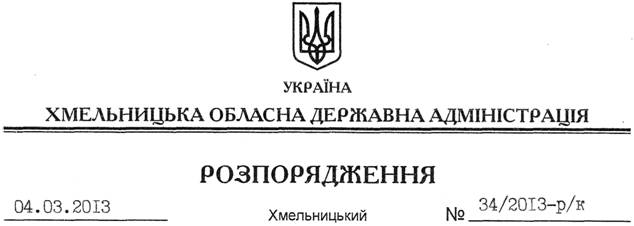 УКРАЇНА
ХМЕЛЬНИЦЬКА ОБЛАСНА ДЕРЖАВНА АДМІНІСТРАЦІЯ
РОЗПОРЯДЖЕННЯ
04.03.2013 Хмельницький № 34/2013-р/к